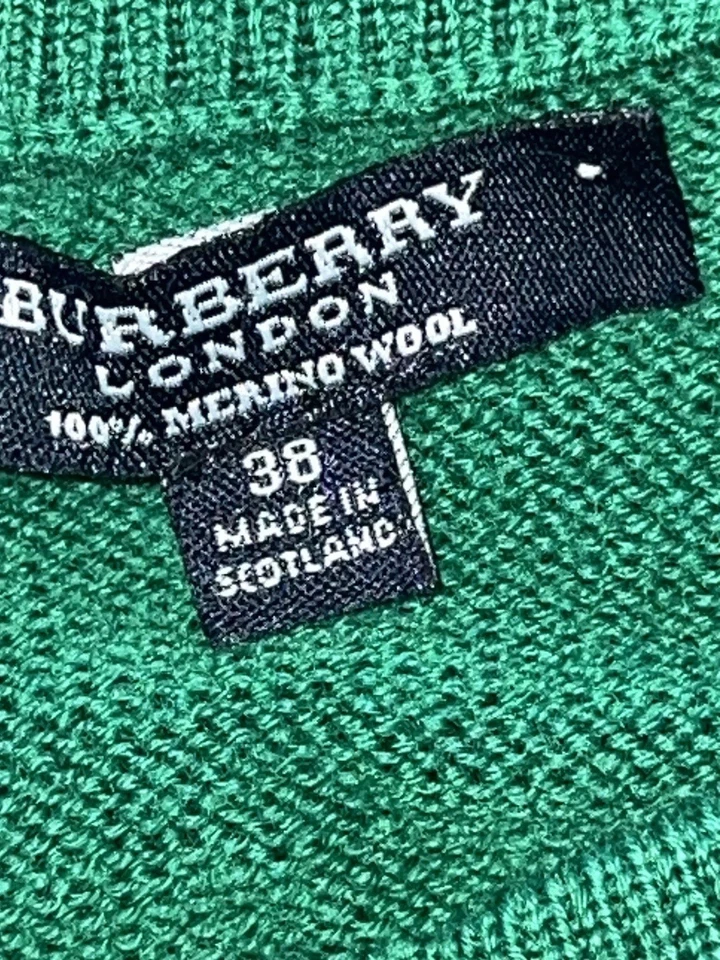 BURBERRY
LONDON
100% MERINO WOOL
38
MADE IN
SCOTLAND